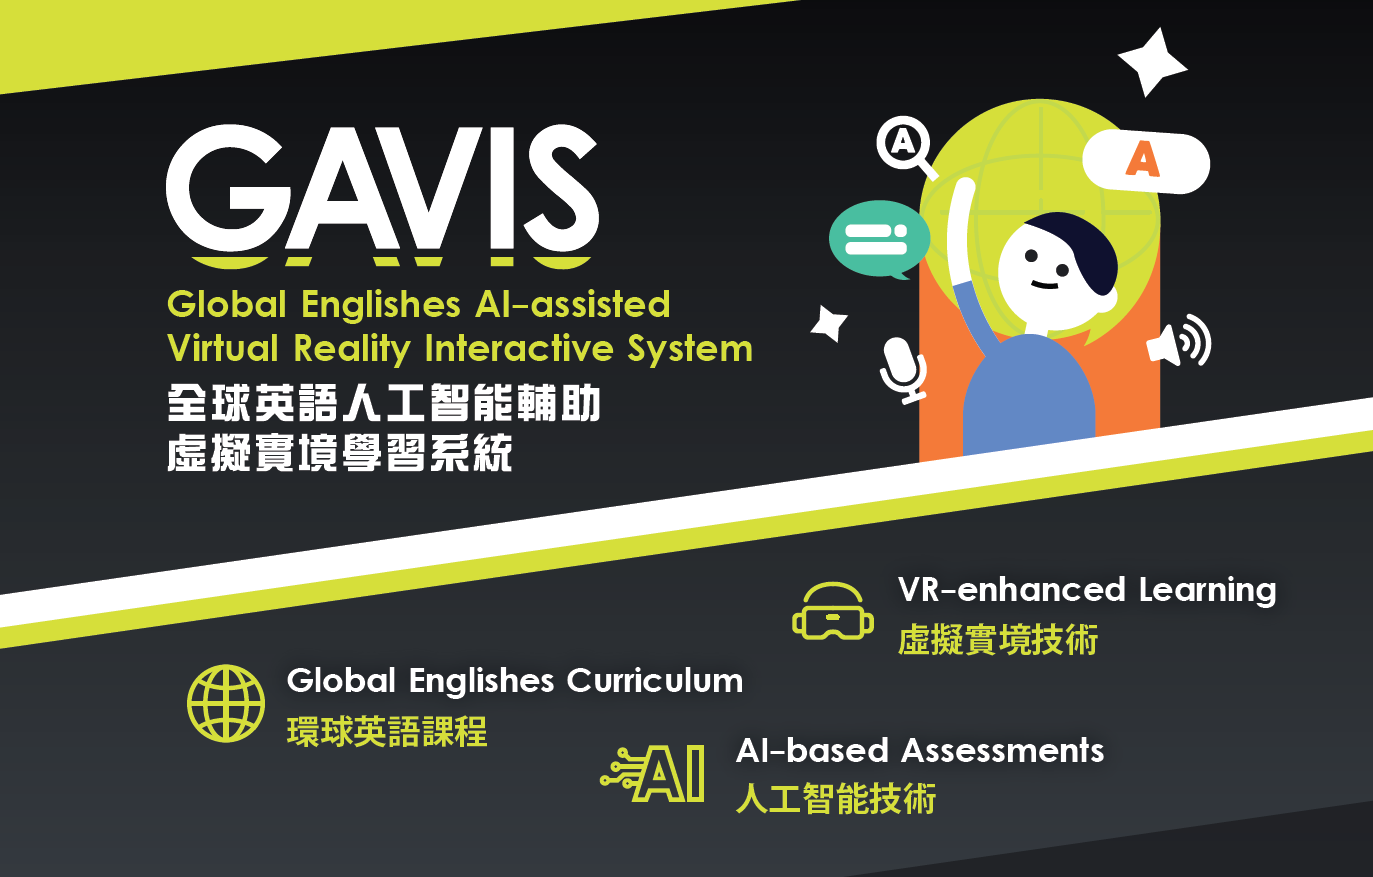 GAVIS
Global Englishes AI-assisted
Virtual Reality Interactive System
全球英語人工智能輔助
虛擬實境學習系統
A
A
VR-enhanced Learning
虛擬實境技術
Global Englishes Curriculum
環球英語課程
AI
AI-based Assessments
人工智能技術